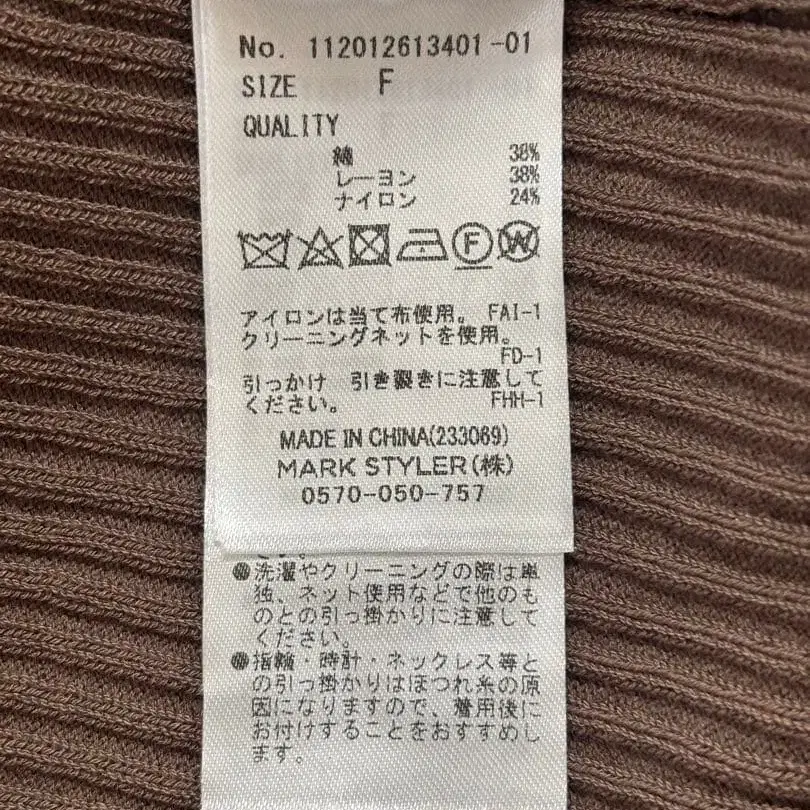 No. 112012613401-01
SIZE F
QUALITY
綿 38%
レーヨン 38%
ナイロン 24%
F W
アイロンは当て布使用。 FAI-1
クリーニングネットを使用。
FD-1
引っかけ 引き裂きに注意して
ください。 FHH-1
MADE IN CHINA(233069)
MARK STYLER(株)
0570-050-757
さい。
●洗濯やクリーニングの際は単
独、ネット使用などで他のも
のとの引っ掛かりに注意して
ください。
●指輪・時計・ネックレス等と
の引っ掛かりはほつれ糸の原
因になりますので、着用後に
お付けすることをおすすめし
ます。